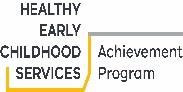 HEALTHY
EARLY
CHILDHOOD
SERVICES
Achievement
Program